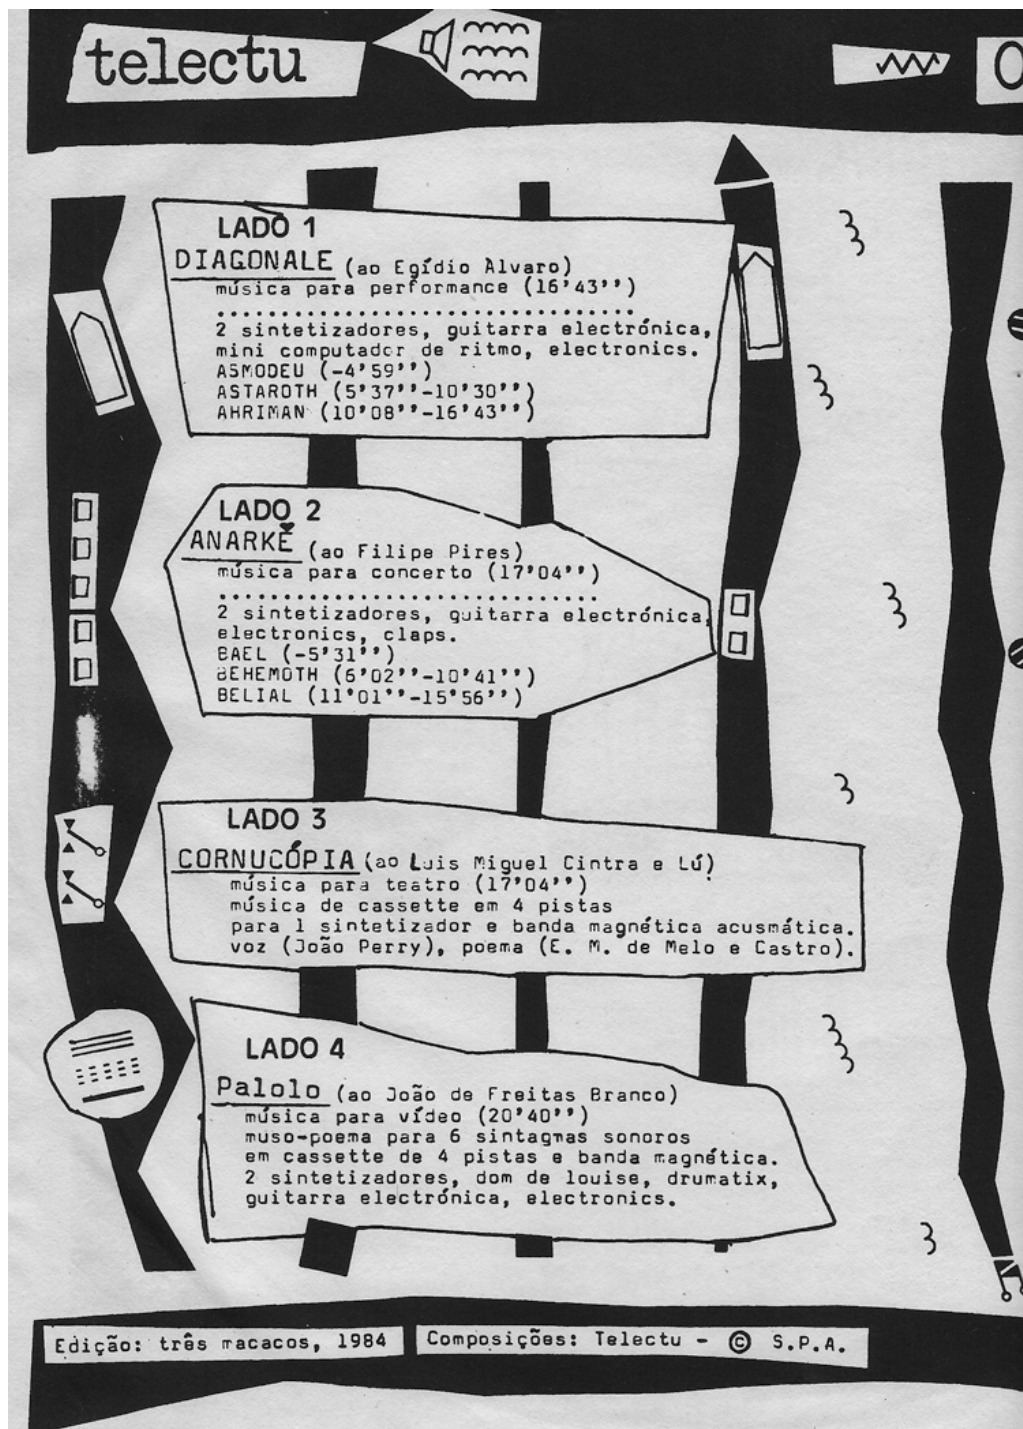 telectu
LADO 1
DIAGONALE (ao Egídio Alvaro)
música para performance (16'43'')
2 sintetizadores, guitarra electrónica,
mini computador de ritmo, electronics.
ASMODEU (-4'59'')
ASTAROTH (5'37''-10'30'')
AHRIMAN (10'08''-16'43'')
LADO 2
ANARKĚ (ao Filipe Pires)
música para concerto (17'04'')
2 sintetizadores, guitarra electrónica,
electronics, claps.
BAEL (-5'31'')
BEHEMOTH (6'02''-10'41'')
BELIAL (11'01''-15'56'')
LADO 3
CORNUCÓPIA (ao Luis Miguel Cintra e Lú)
música para teatro (17'04'')
música de cassette em 4 pistas
para 1 sintetizador e banda magnética acusmática.
voz (João Perry), poema (E. M. de Melo e Castro).
LADO 4
Palolo (ao João de Freitas Branco)
música para vídeo (20'40'')
muso-poema para 6 sintagmas sonoros
em cassette de 4 pistas e banda magnética.
2 sintetizadores, dom de louise, drumatix,
guitarra electrónica, electronics.
Edição: três macacos, 1984
Composições: Telectu - © S.P.A.